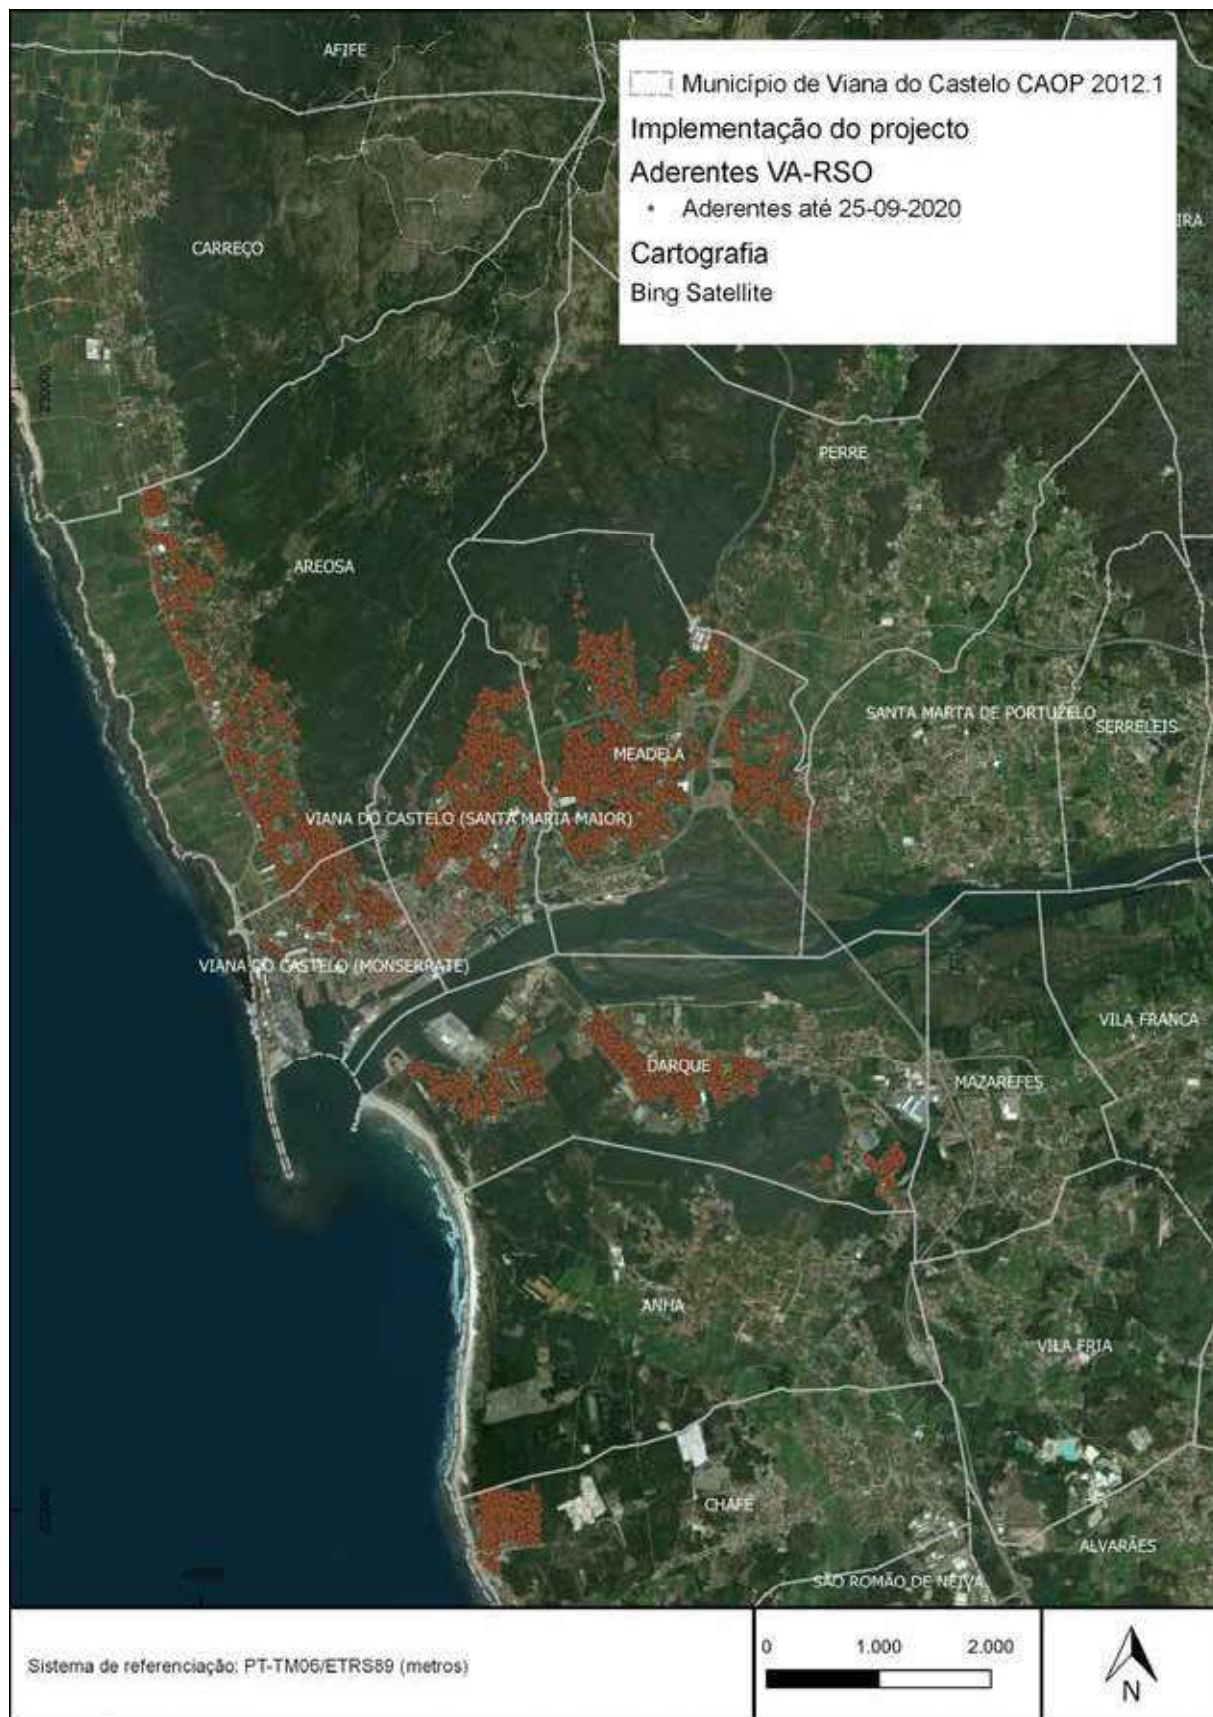 AFIFE
Município de Viana do Castelo CAOP 2012.1
Implementação do projecto
Aderentes VA-RSO
Aderentes até 25-09-2020
Cartografia
Bing Satellite
IRA
CARREÇO
PERRE
AREOSA
SANTA MARTA DE PORTUZELO
SERRELEIS
MEADELA
VIANA DO CASTELO (SANTA MARIA MAIOR)
VIANA DO CASTELO (MONSERRATE)
VILA FRANCA
DARQUE
MAZAREFES
ANHA
VILA FRIA
CHAFÉ
ALVARÃES
SÃO ROMÃO DE NEIVA
Sistema de referenciação: PT-TM06/ETRS89 (metros)
0 1.000 2.000
N